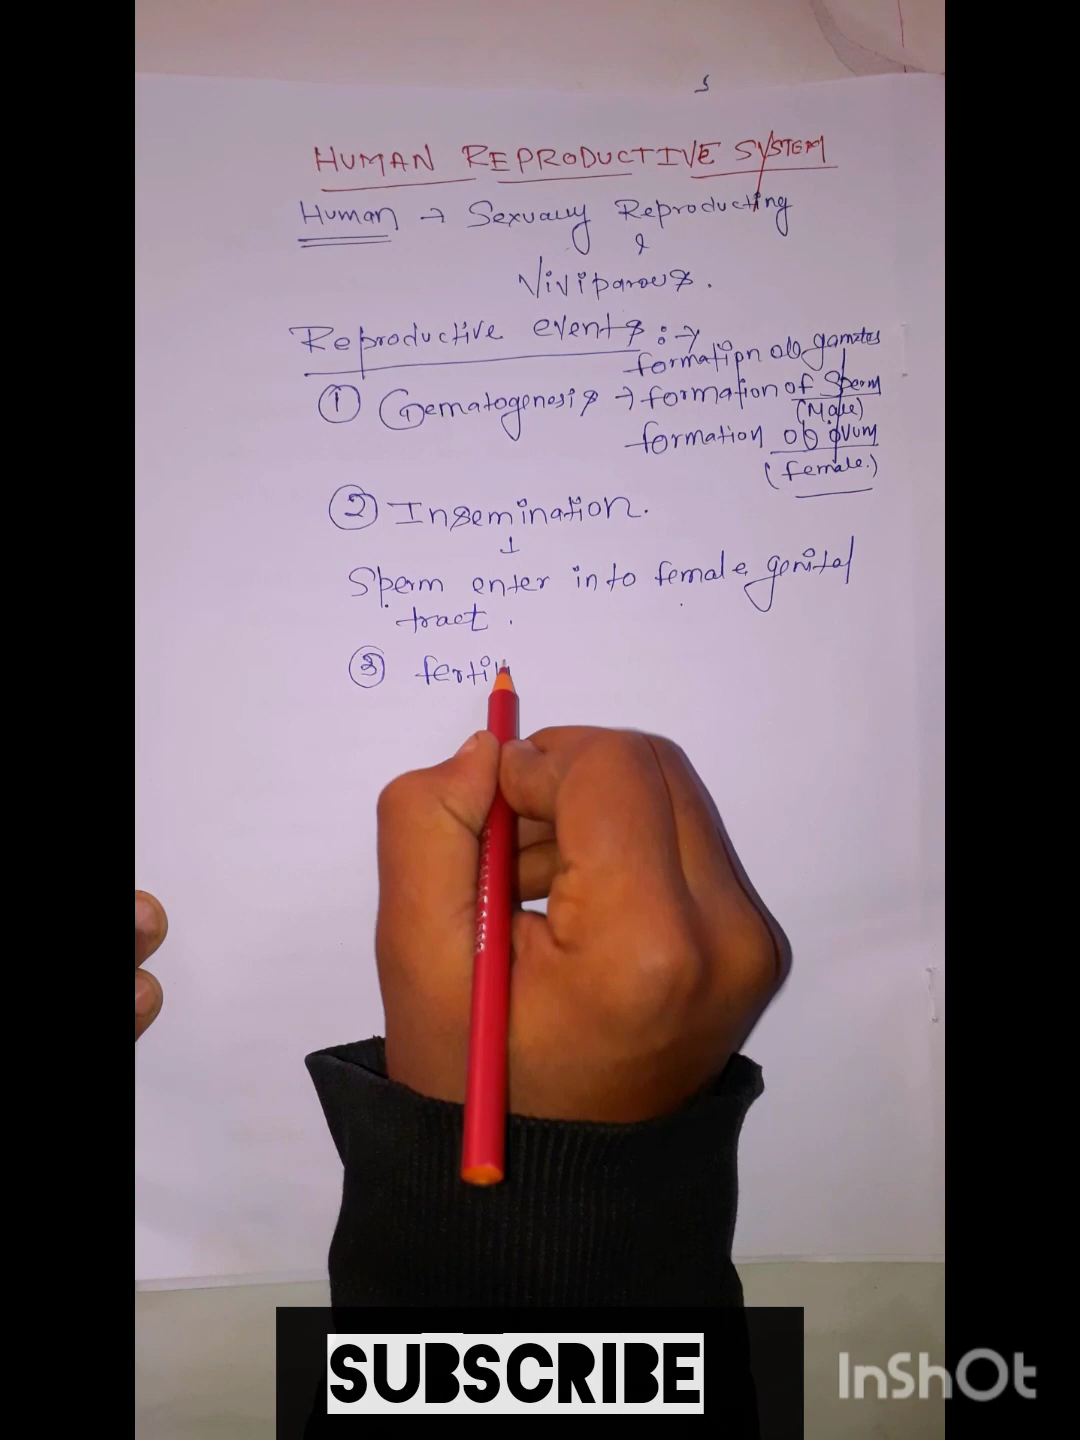 HUMAN REPRODUCTIVE SYSTEM
Human → Sexually Reproducting
&
Viviparous.
Reproductive events :→
formation of gametes
① Gematogenesis → formation of Sperm
(Male)
formation of ovum
(female.)
② Insemination.
↓
Sperm enter into female genital
tract.
③ ferti
SUBSCRIBE
InShOt